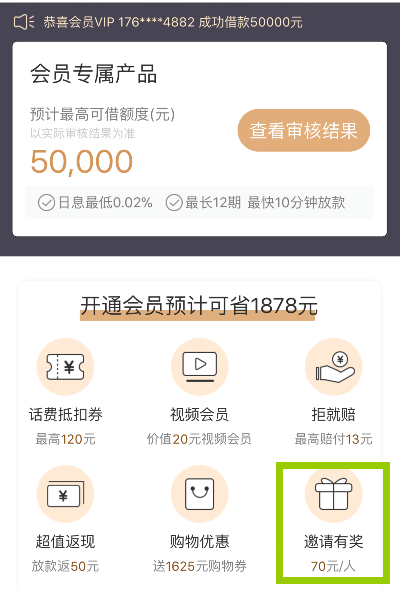 恭喜会员VIP 176****4882 成功借款50000元
会员专属产品
预计最高可借额度(元)
以实际审核结果为准
查看审核结果
50,000
日息最低0.02% 最长12期 最快10分钟放款
开通会员预计可省1878元
话费抵扣券 视频会员 拒就赔
最高120元 价值20元视频会员 最高赔付13元
超值返现 购物优惠 邀请有奖
放款返50元 送1625元购物券 70元/人